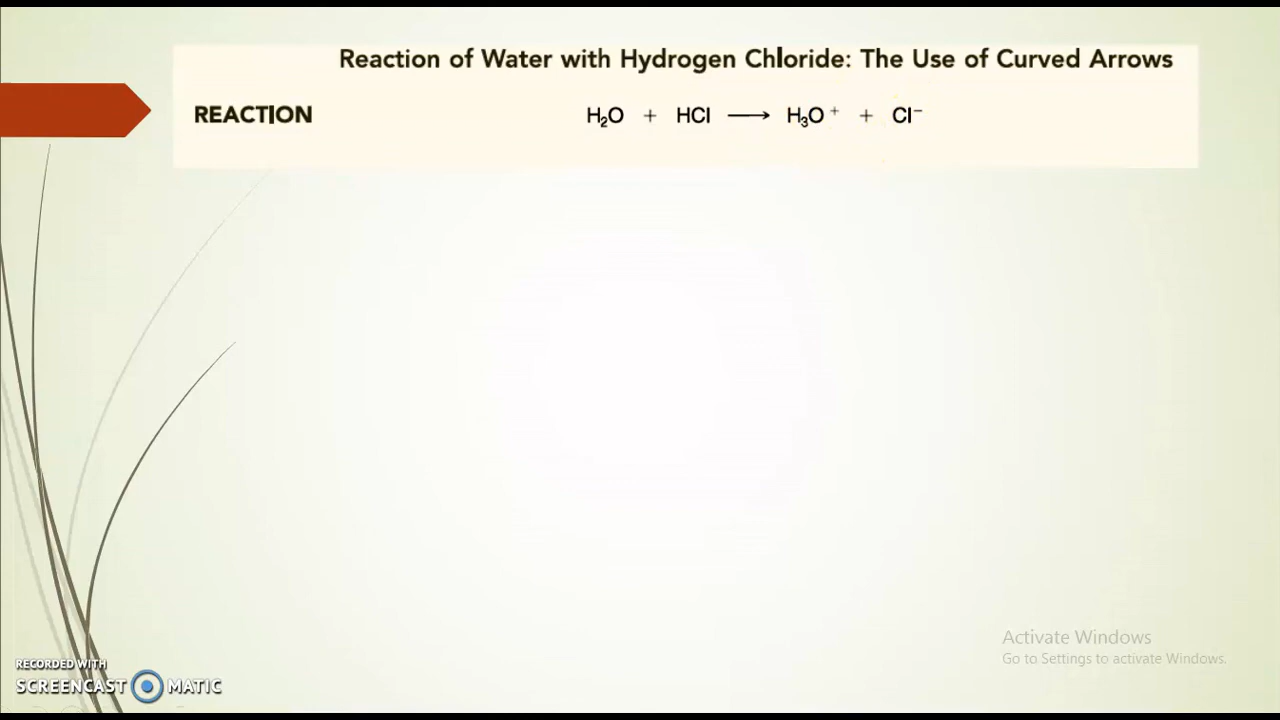 Reaction of Water with Hydrogen Chloride: The Use of Curved Arrows
REACTION H₂O + HCl ⟶ H₃O⁺ + Cl⁻
Activate Windows
Go to Settings to activate Windows.
RECORDED WITH
SCREENCAST MATIC